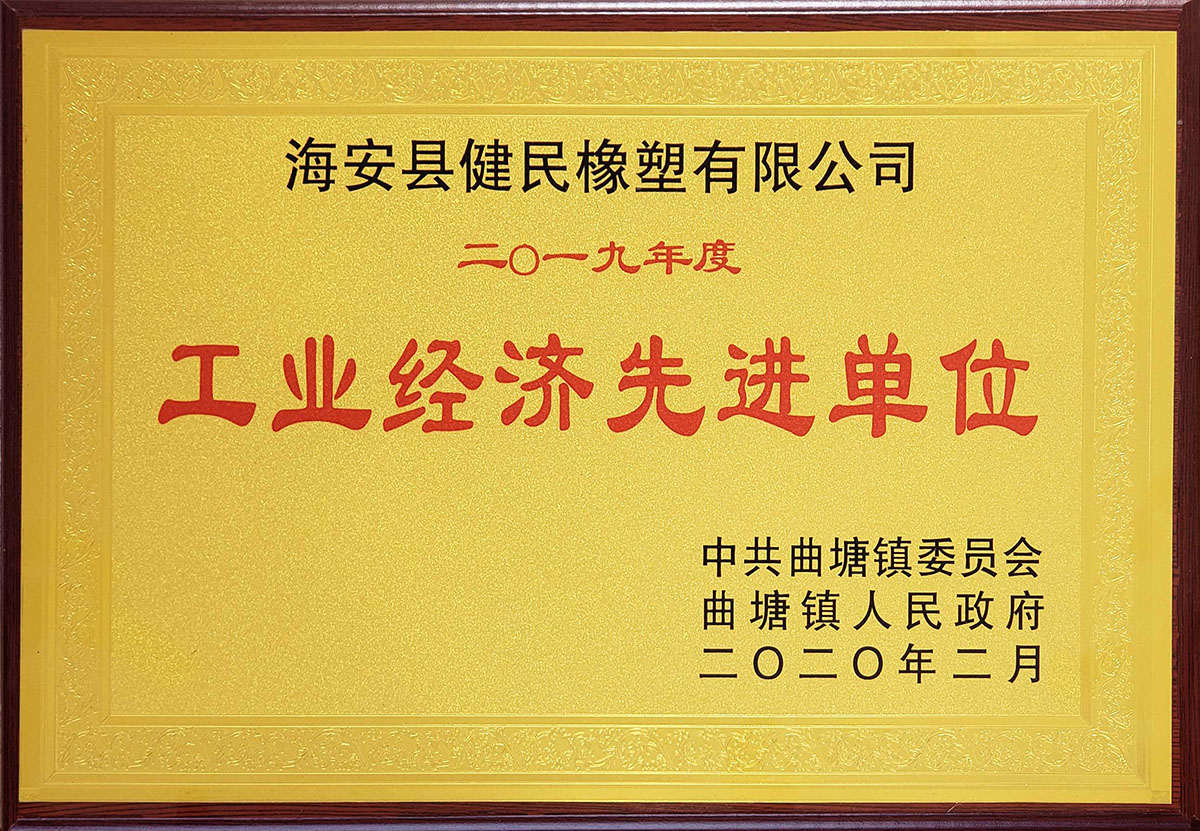 海安县健民橡塑有限公司
二〇一九年度
工业经济先进单位
中共曲塘镇委员会
曲塘镇人民政府
二〇二〇年二月